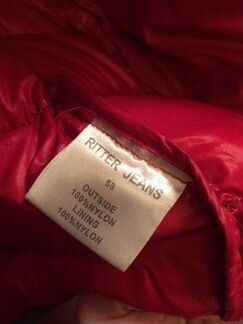 RITTER JEANS
58
OUTSIDE
100%NYLON
LINING
100%NYLON